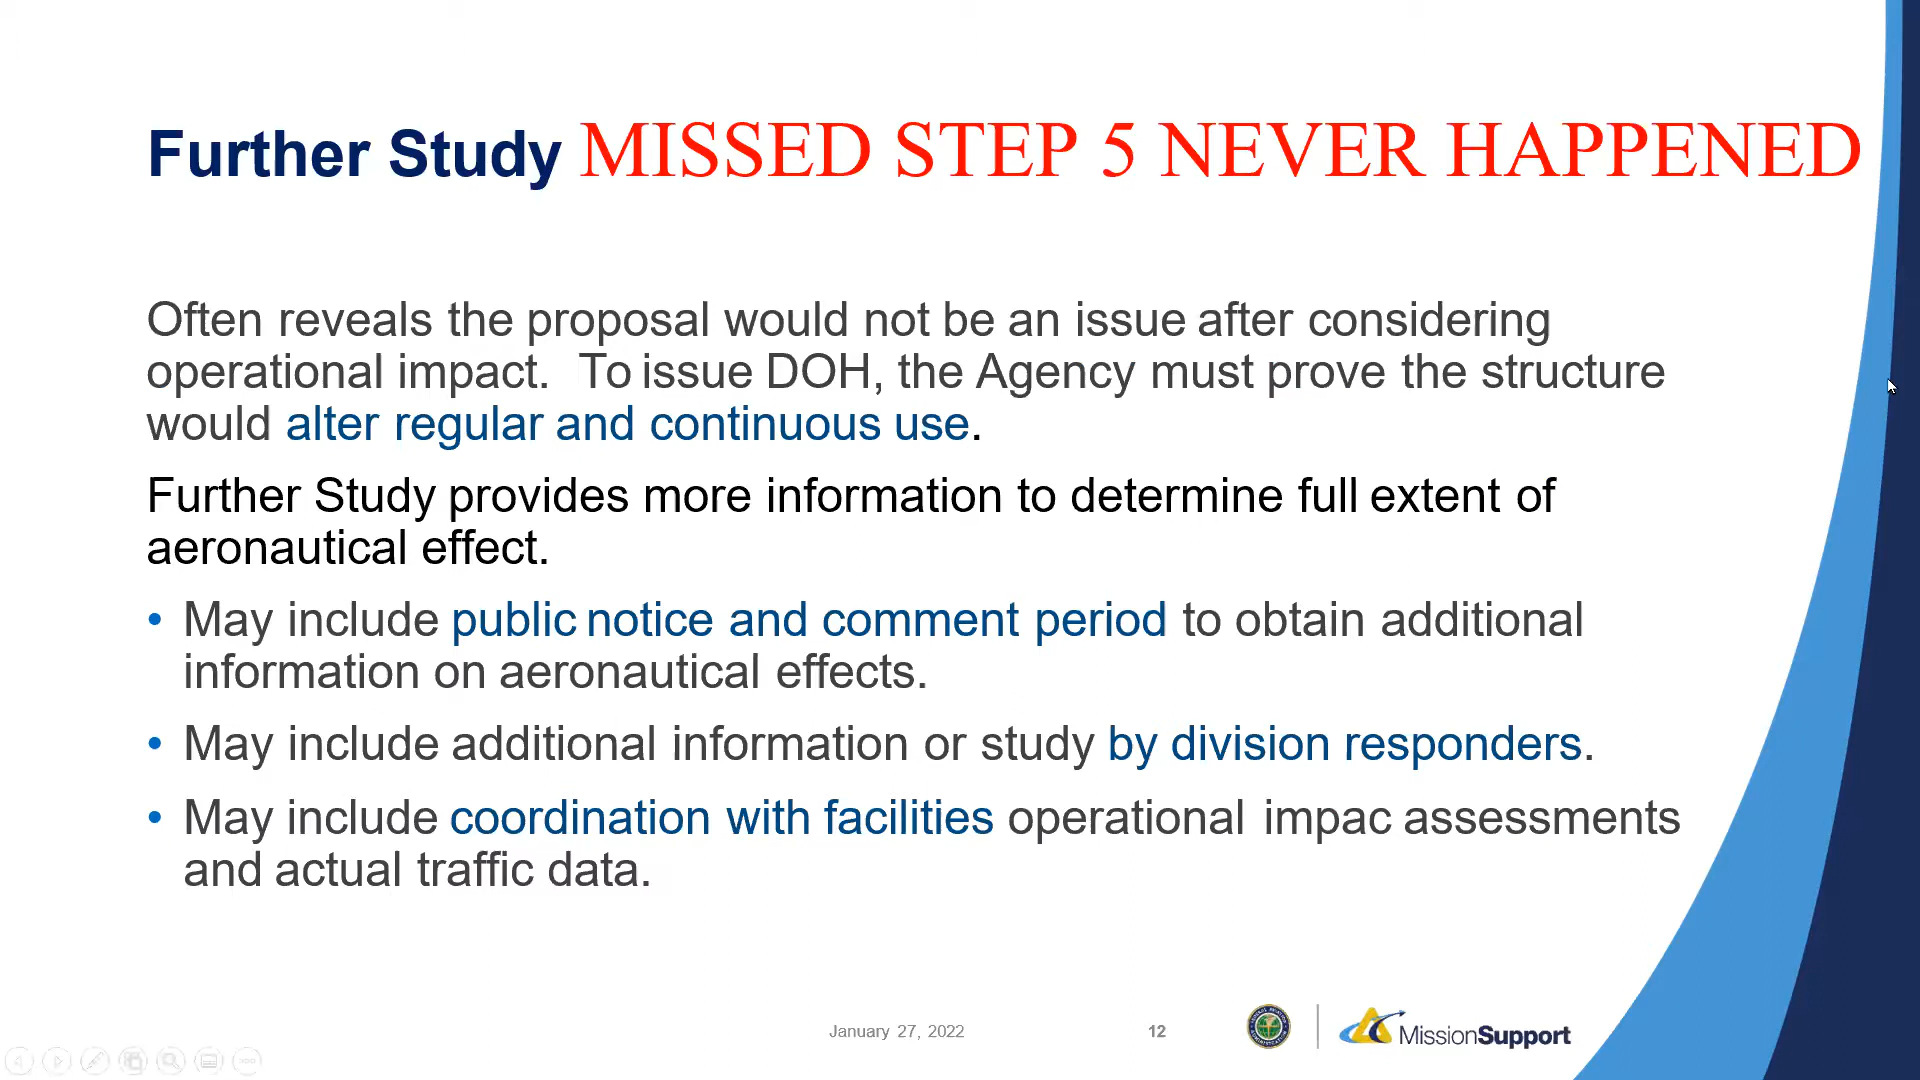 Further Study MISSED STEP 5 NEVER HAPPENED
Often reveals the proposal would not be an issue after considering
operational impact. To issue DOH, the Agency must prove the structure
would alter regular and continuous use.
Further Study provides more information to determine full extent of
aeronautical effect.
• May include public notice and comment period to obtain additional
information on aeronautical effects.
• May include additional information or study by division responders.
• May include coordination with facilities operational impac assessments
and actual traffic data.
January 27, 2022 12 MissionSupport